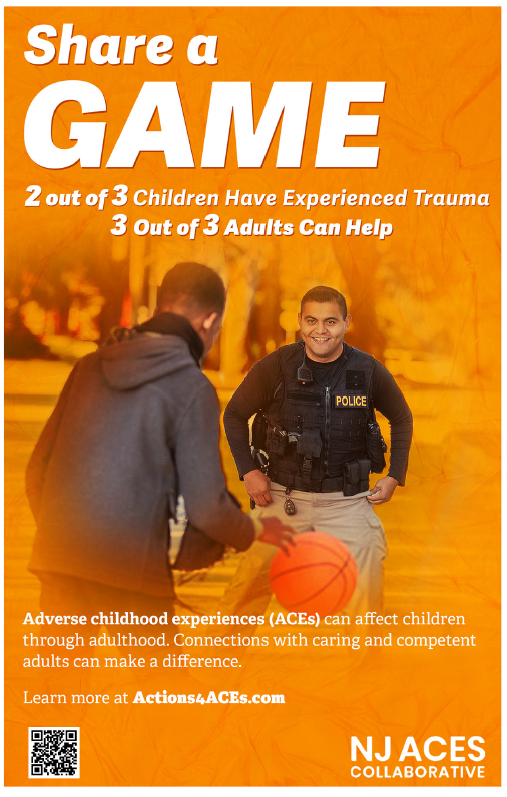 Share a
GAME
2 out of 3 Children Have Experienced Trauma
3 Out of 3 Adults Can Help
POLICE
Adverse childhood experiences (ACEs) can affect children
through adulthood. Connections with caring and competent
adults can make a difference.
Learn more at Actions4ACEs.com
NJ ACES
COLLABORATIVE